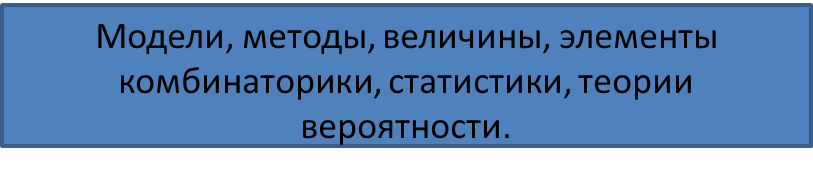 Модели, методы, величины, элементы
комбинаторики, статистики, теории
вероятности.